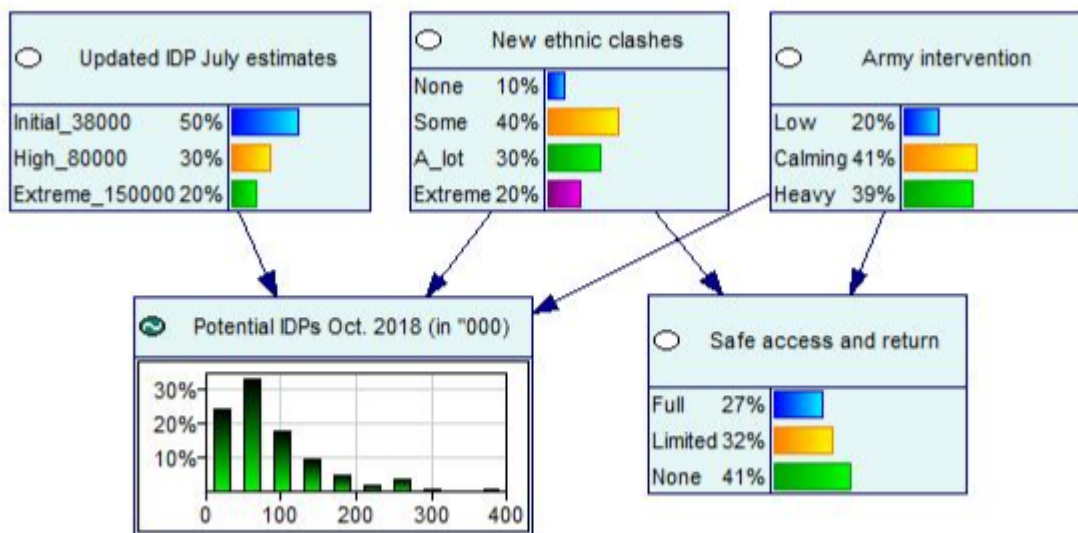 Updated IDP July estimates
Initial_38000 50%
High_80000 30%
Extreme_150000 20%
New ethnic clashes
None 10%
Some 40%
A_lot 30%
Extreme 20%
Army intervention
Low 20%
Calming 41%
Heavy 39%
Potential IDPs Oct. 2018 (in "000)
30%
20%
10%
0 100 200 300 400
Safe access and return
Full 27%
Limited 32%
None 41%